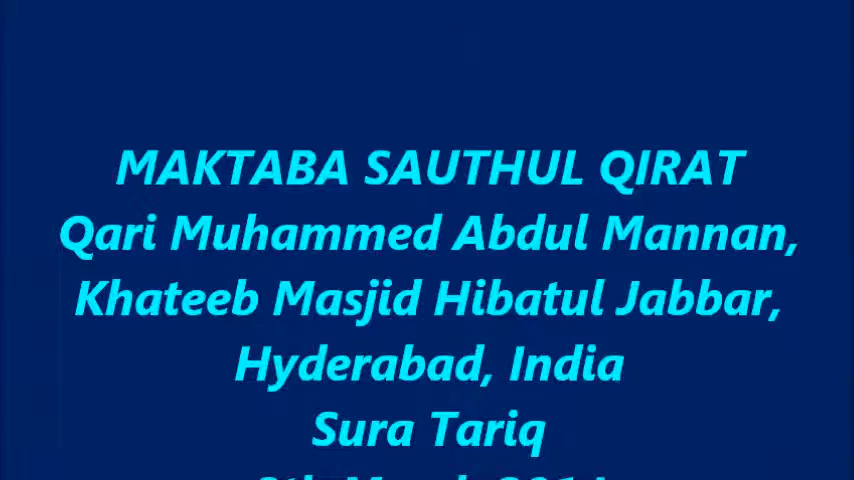 MAKTABA SAUTHUL QIRAT
Qari Muhammed Abdul Mannan,
Khateeb Masjid Hibatul Jabbar,
Hyderabad, India
Sura Tariq